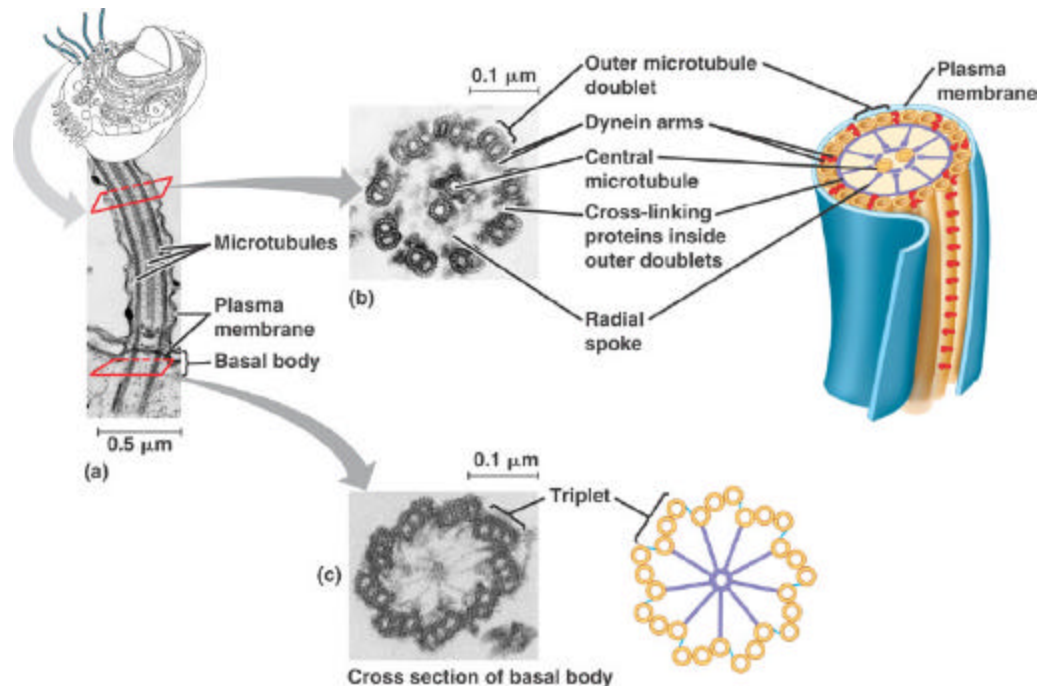 0.1 μm
Outer microtubule
doublet
Dynein arms
Central
microtubule
Cross-linking
proteins inside
outer doublets
Radial
spoke
Plasma
membrane
(b)
Microtubules
Plasma
membrane
Basal body
0.5 μm
(a)
0.1 μm
Triplet
(c)
Cross section of basal body